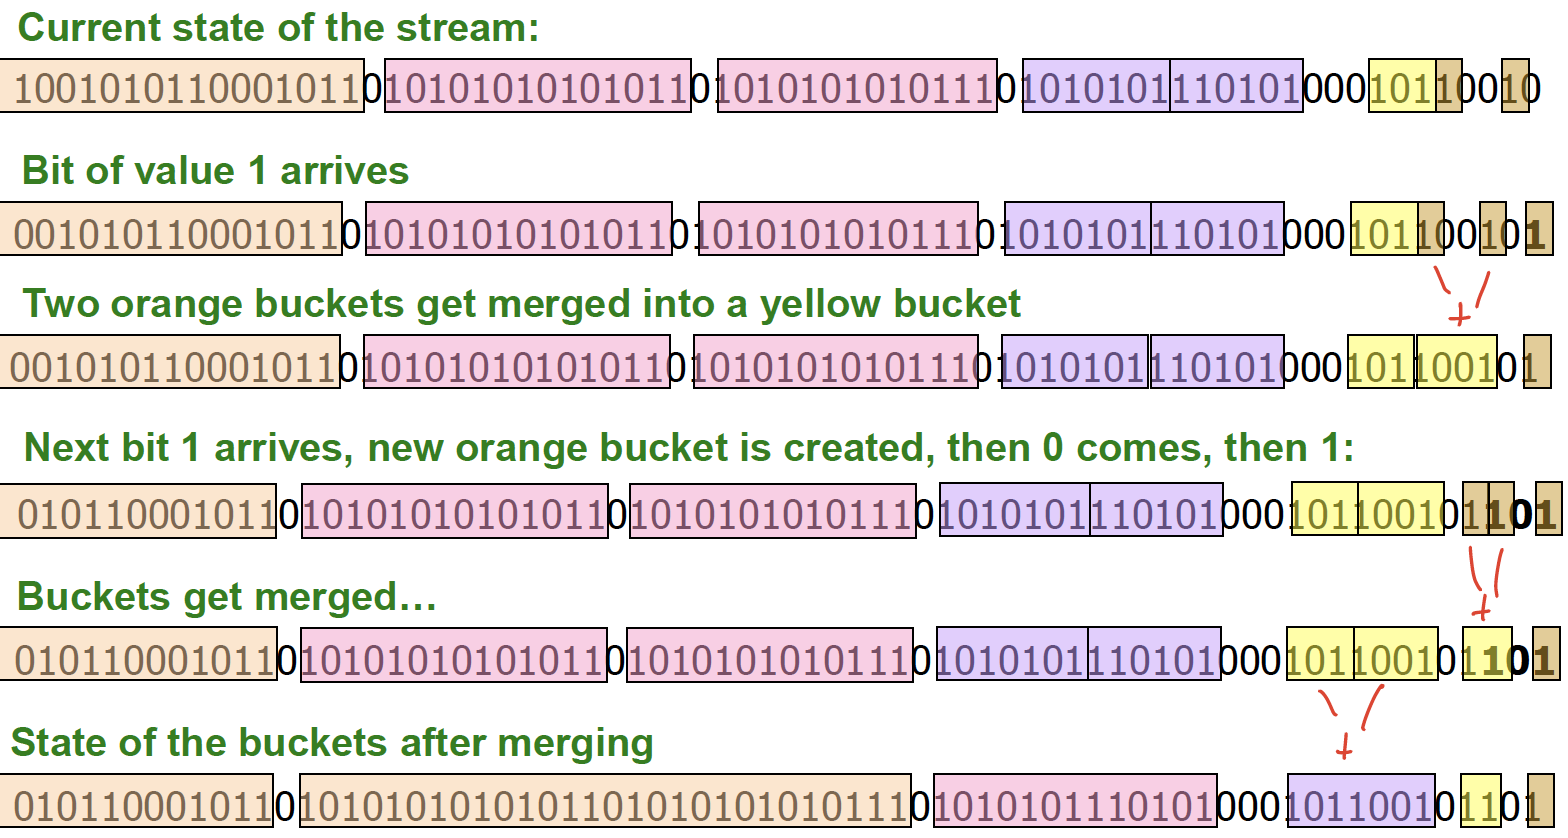 Current state of the stream:
1001010110001011010101010101011010101010101110101010111010100010110010
Bit of value 1 arrives
0010101100010110101010101010110101010101011101010101110101000101100101
Two orange buckets get merged into a yellow bucket
0010101100010110101010101010110101010101011101010101110101000101100101
Next bit 1 arrives, new orange bucket is created, then 0 comes, then 1:
0101100010110101010101010110101010101011101010101110101000101100101101
Buckets get merged…
0101100010110101010101010110101010101011101010101110101000101100101101
State of the buckets after merging
0101100010110101010101010110101010101011101010101110101000101100101101